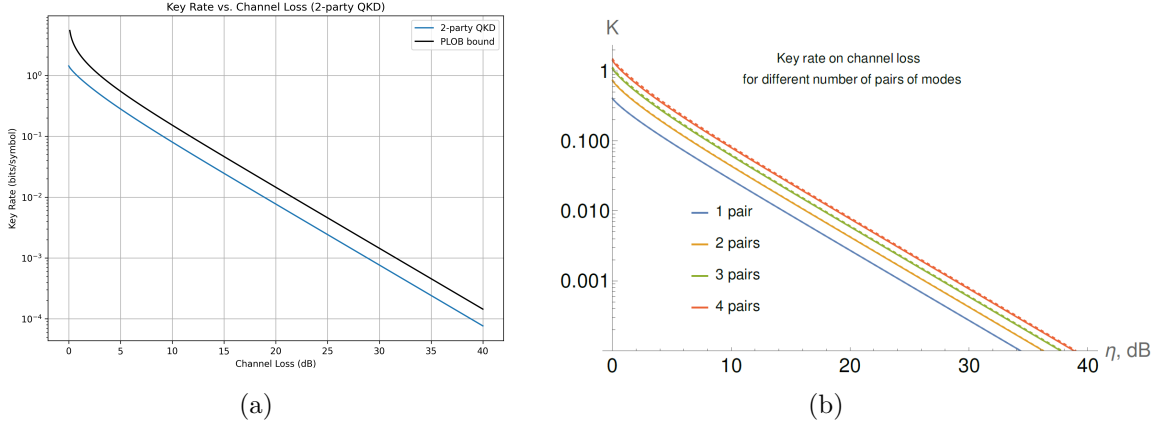 Key Rate vs. Channel Loss (2-party QKD)
2-party QKD
PLOB bound
Key Rate (bits/symbol)
10⁰
10⁻¹
10⁻²
10⁻³
10⁻⁴
0 5 10 15 20 25 30 35 40
Channel Loss (dB)
(a)
K
Key rate on channel loss
for different number of pairs of modes
1
0.100
0.010
0.001
1 pair
2 pairs
3 pairs
4 pairs
0 10 20 30 40
η, dB
(b)